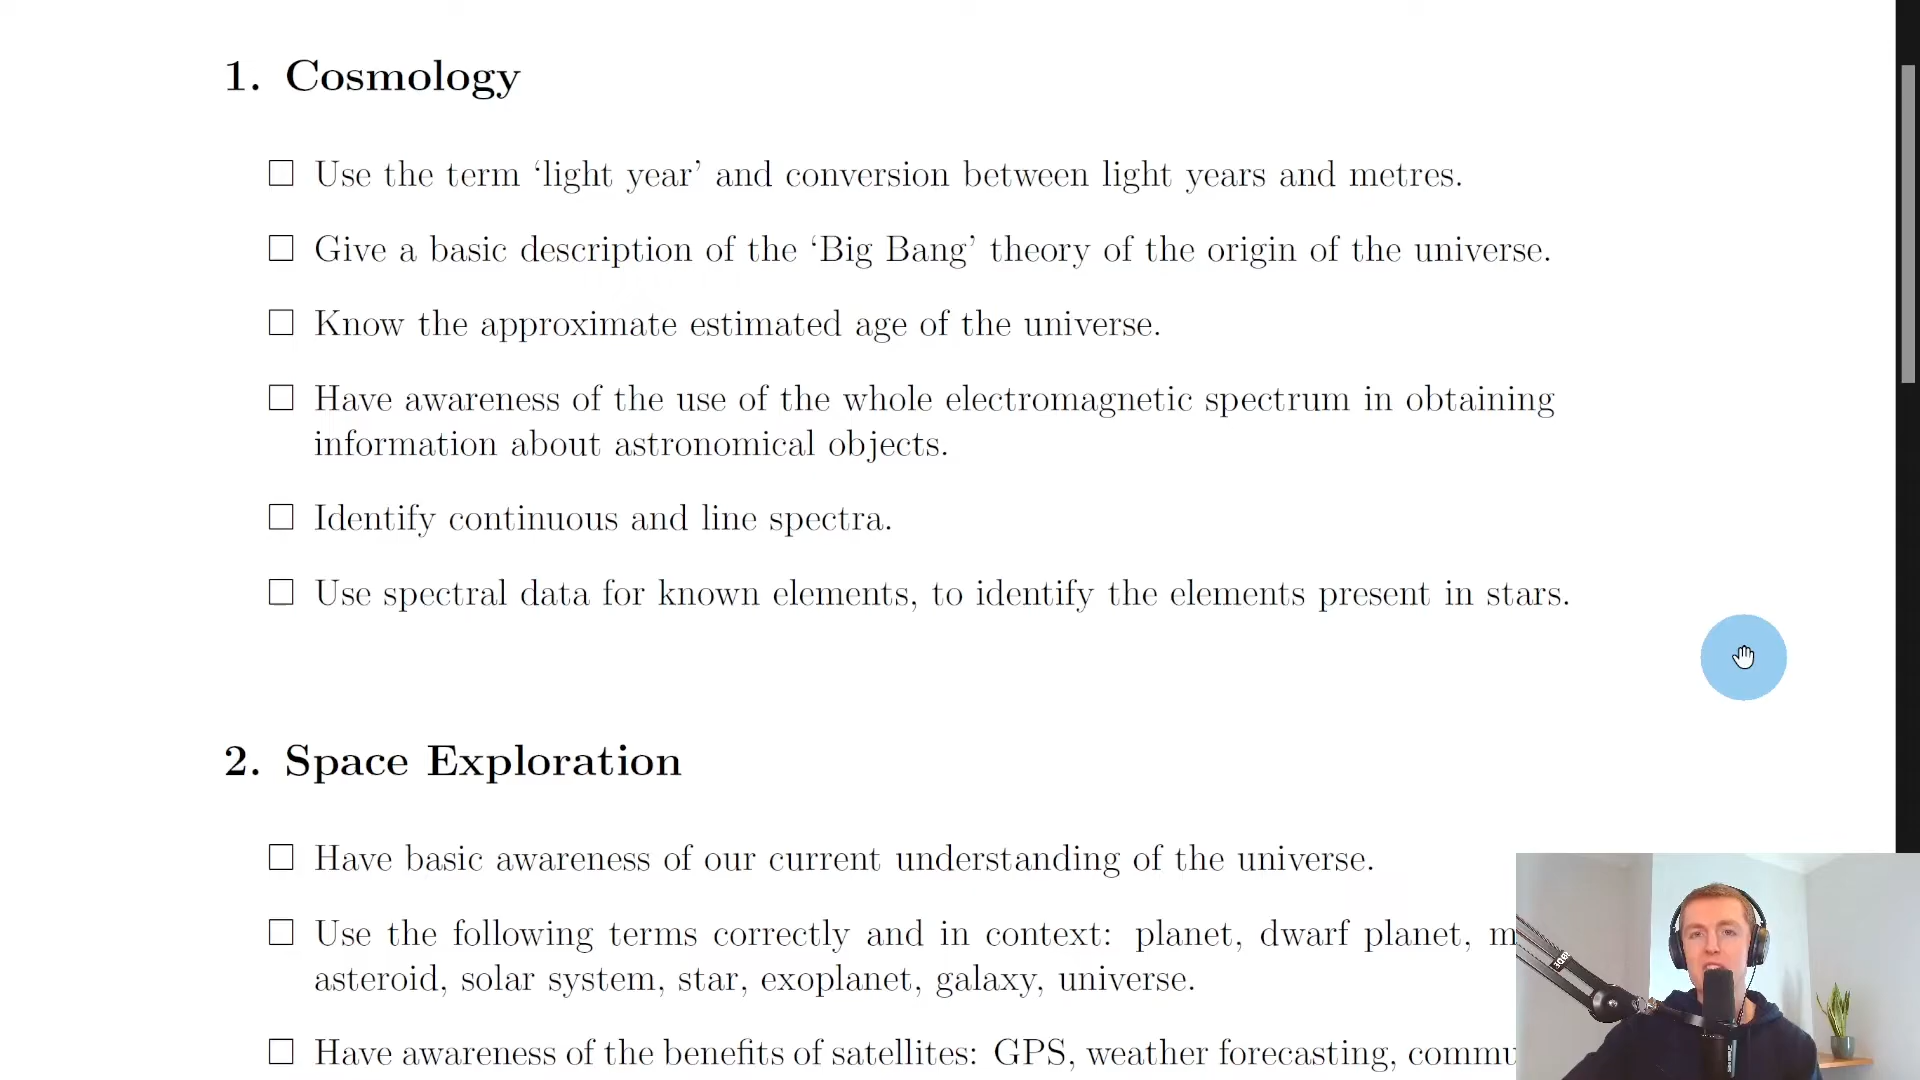 1. Cosmology
Use the term ‘light year’ and conversion between light years and metres.
Give a basic description of the ‘Big Bang’ theory of the origin of the universe.
Know the approximate estimated age of the universe.
Have awareness of the use of the whole electromagnetic spectrum in obtaining
information about astronomical objects.
Identify continuous and line spectra.
Use spectral data for known elements, to identify the elements present in stars.
2. Space Exploration
Have basic awareness of our current understanding of the universe.
Use the following terms correctly and in context: planet, dwarf planet,
asteroid, solar system, star, exoplanet, galaxy, universe.
Have awareness of the benefits of satellites: GPS, weather forecasting,